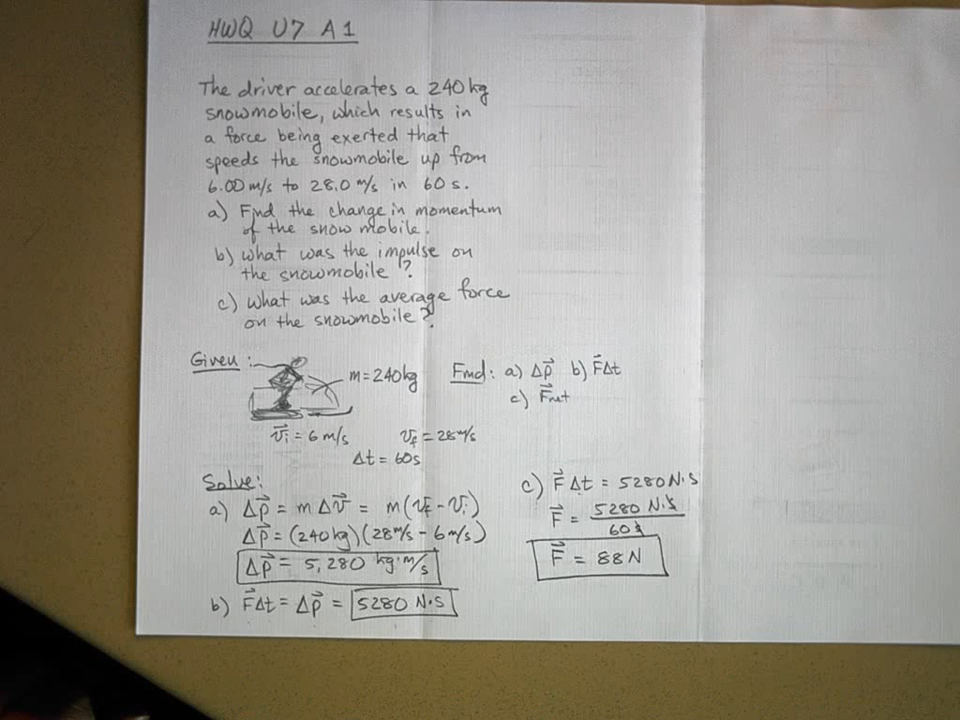 HWQ U7 A1
The driver accelerates a 240 kg
snowmobile, which results in
a force being exerted that
speeds the snowmobile up from
6.00 m/s to 28.0 m/s in 60 s.
a) Find the change in momentum
of the snow mobile.
b) what was the impulse on
the snowmobile?
c) what was the average force
on the snowmobile?
Given:
m = 240 kg
Find: a) Δp⃗ b) F⃗Δt
c) F⃗net
v⃗i = 6 m/s vf = 28 m/s
Δt = 60s
Solve:
a) Δp⃗ = m Δv⃗ = m(vf - vi)
Δp⃗ = (240 kg)(28 m/s - 6 m/s)
Δp⃗ = 5,280 kg·m/s
b) F⃗Δt = Δp⃗ = 5280 N·s
c) F⃗ Δt = 5280 N·s
F⃗ = 5280 N·s / 60 s
F⃗ = 88 N